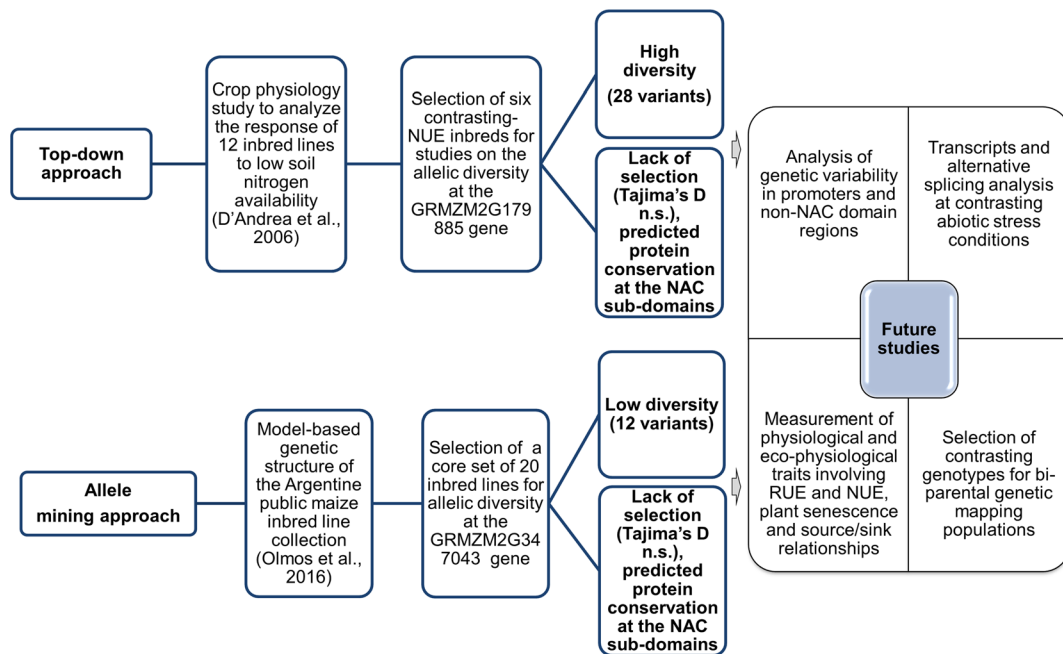 Top-down
approach
Crop physiology
study to analyze
the response of
12 inbred lines
to low soil
nitrogen
availability
(D'Andrea et al.,
2006)
Selection of six
contrasting-
NUE inbreds for
studies on the
allelic diversity
at the
GRMZM2G179
885 gene
High
diversity
(28 variants)
Lack of
selection
(Tajima's D
n.s.),
predicted
protein
conservation
at the NAC
sub-domains
Allele
mining approach
Model-based
genetic
structure of
the Argentine
public maize
inbred line
collection
(Olmos et al.,
2016)
Selection of a
core set of 20
inbred lines for
allelic diversity
at the
GRMZM2G34
7043 gene
Low diversity
(12 variants)
Lack of
selection
(Tajima's D
n.s.),
predicted
protein
conservation
at the NAC
sub-domains
Analysis of
genetic variability
in promoters and
non-NAC domain
regions
Transcripts and
alternative
splicing analysis
at contrasting
abiotic stress
conditions
Future
studies
Measurement of
physiological and
eco-physiological
traits involving
RUE and NUE,
plant senescence
and source/sink
relationships
Selection of
contrasting
genotypes for bi-
parental genetic
mapping
populations